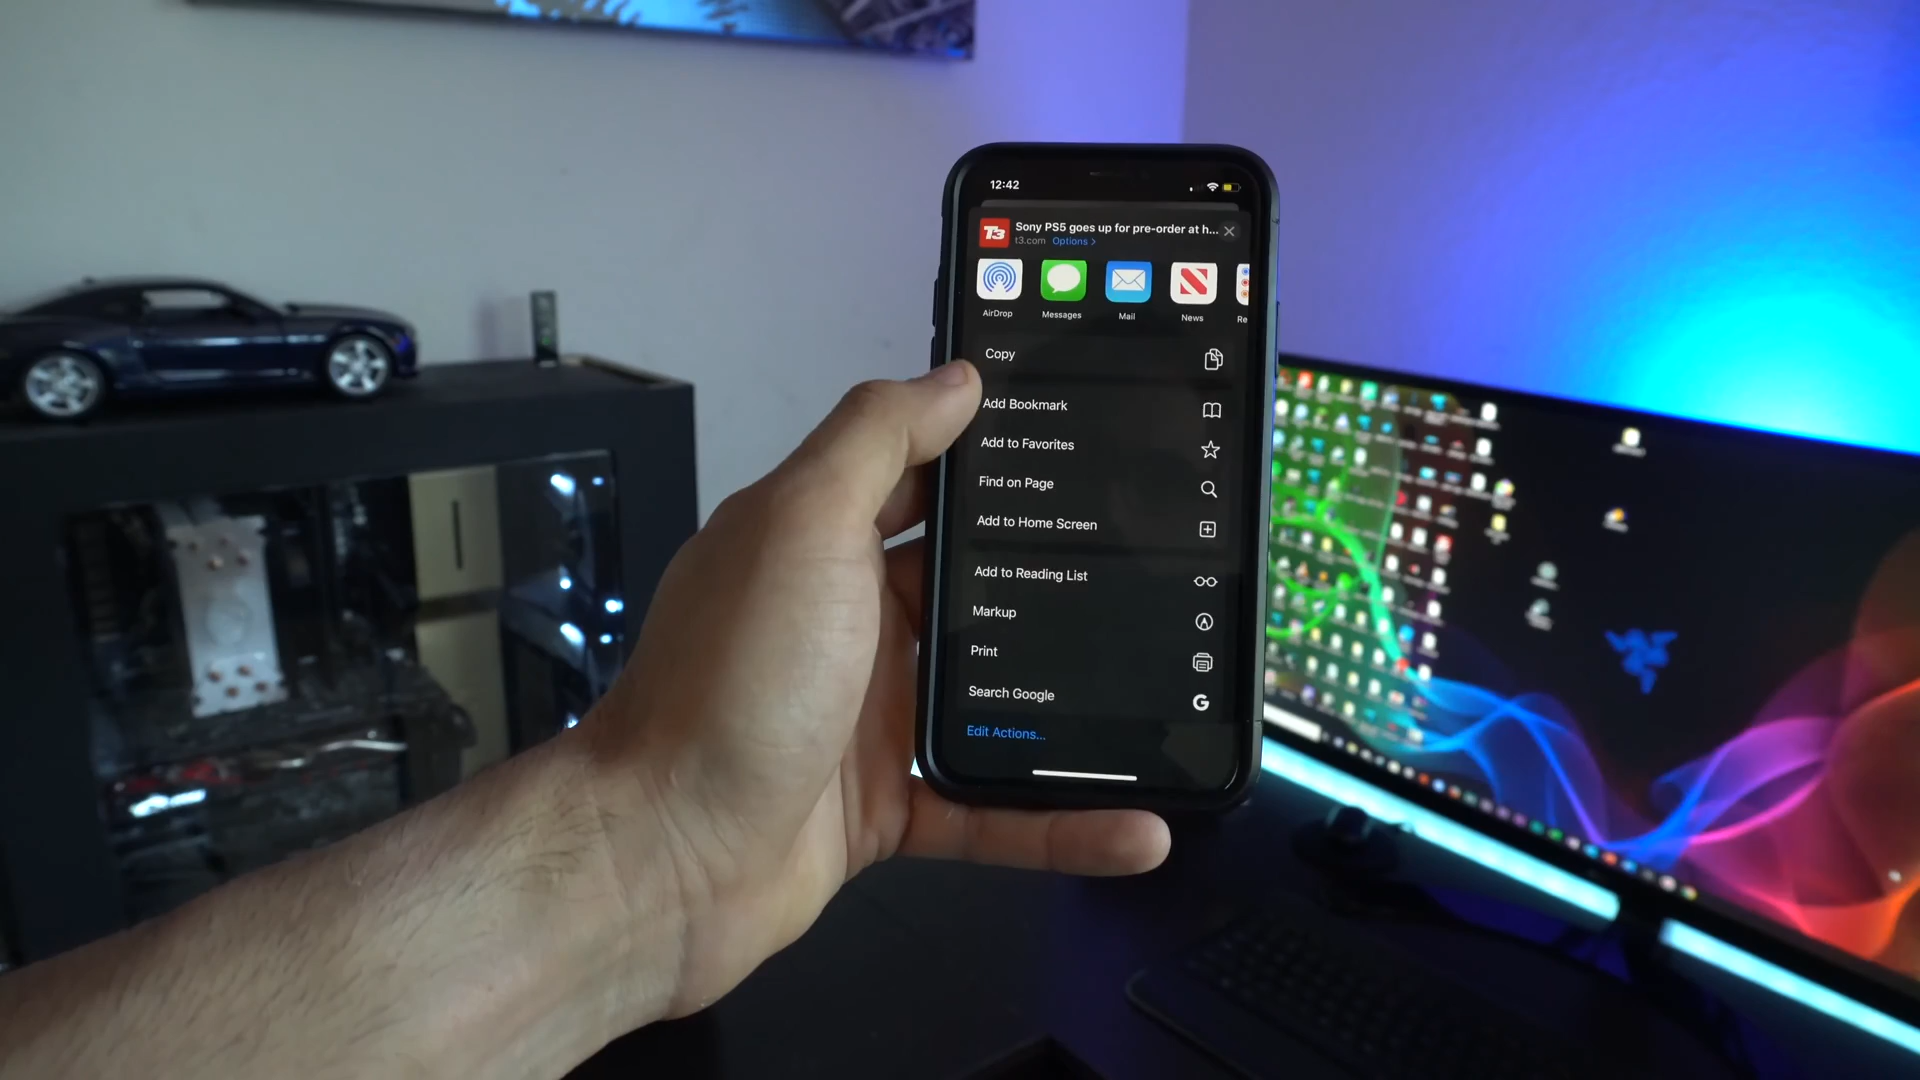 12:42
T3
Sony PS5 goes up for pre-order at h...
t3.com Options >
AirDrop
Messages
Mail
News
Re
Copy
Add Bookmark
Add to Favorites
Find on Page
Add to Home Screen
Add to Reading List
Markup
Print
Search Google
G
Edit Actions...